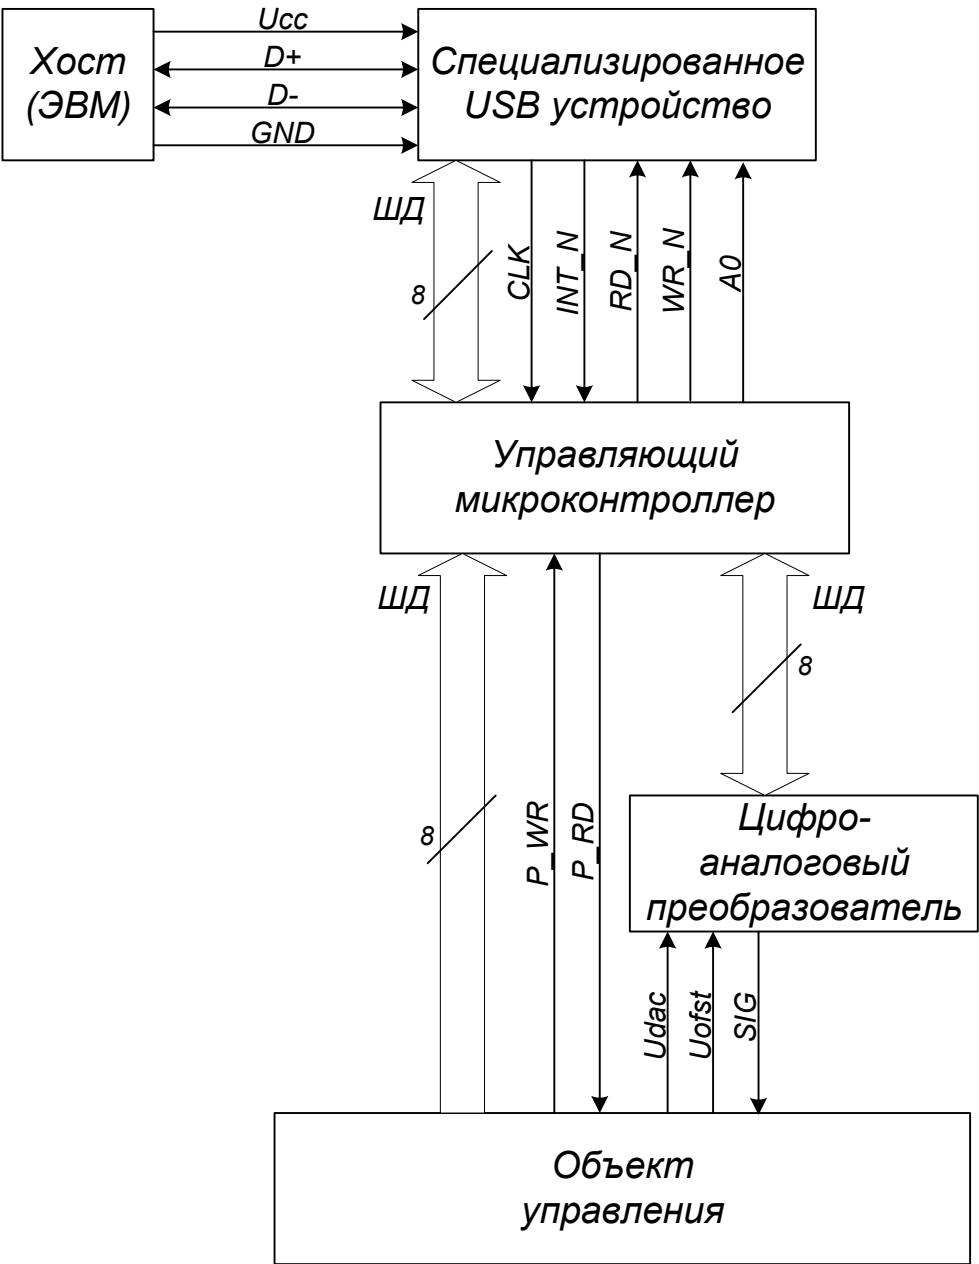 Хост
(ЭВМ)
Ucc
D+
D-
GND
Специализированное
USB устройство
ШД
8
CLK
INT_N
RD_N
WR_N
A0
Управляющий
микроконтроллер
ШД
8
P_WR
P_RD
ШД
8
Цифро-
аналоговый
преобразователь
Udac
Uofst
SIG
Объект
управления